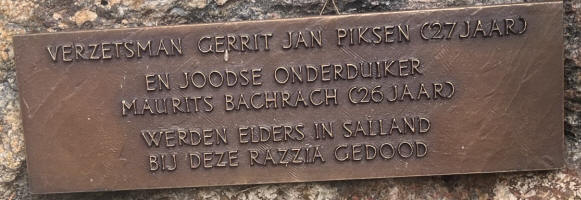 VERZETSMAN GERRIT JAN PIKSEN (27 JAAR)
EN JOODSE ONDERDUIKER
MAURITS BACHRACH (26 JAAR)
WERDEN ELDERS IN SALLAND
BIJ DEZE RAZZIA GEDOOD